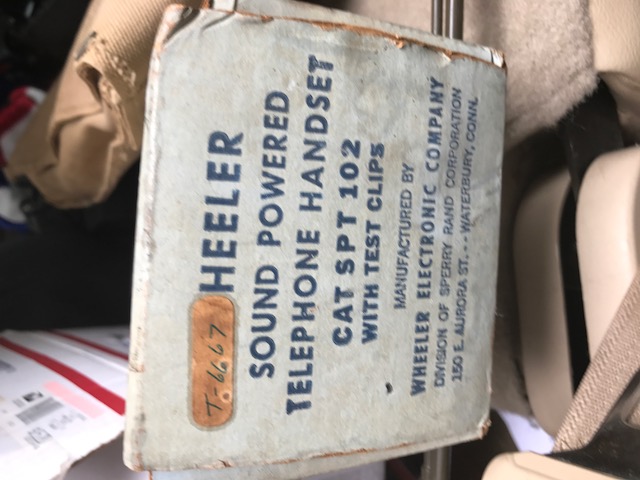 T-6667
HEELER
SOUND POWERED
TELEPHONE HANDSET
CAT SPT 102
WITH TEST CLIPS
MANUFACTURED BY
WHEELER ELECTRONIC COMPANY
DIVISION OF SPERRY RAND CORPORATION
150 E. AURORA ST. - - WATERBURY, CONN.